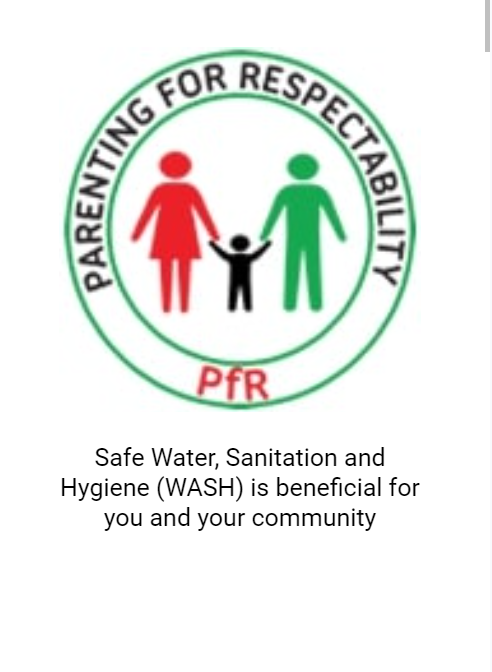 PARENTING FOR RESPECTABILITY
PfR
Safe Water, Sanitation and
Hygiene (WASH) is beneficial for
you and your community